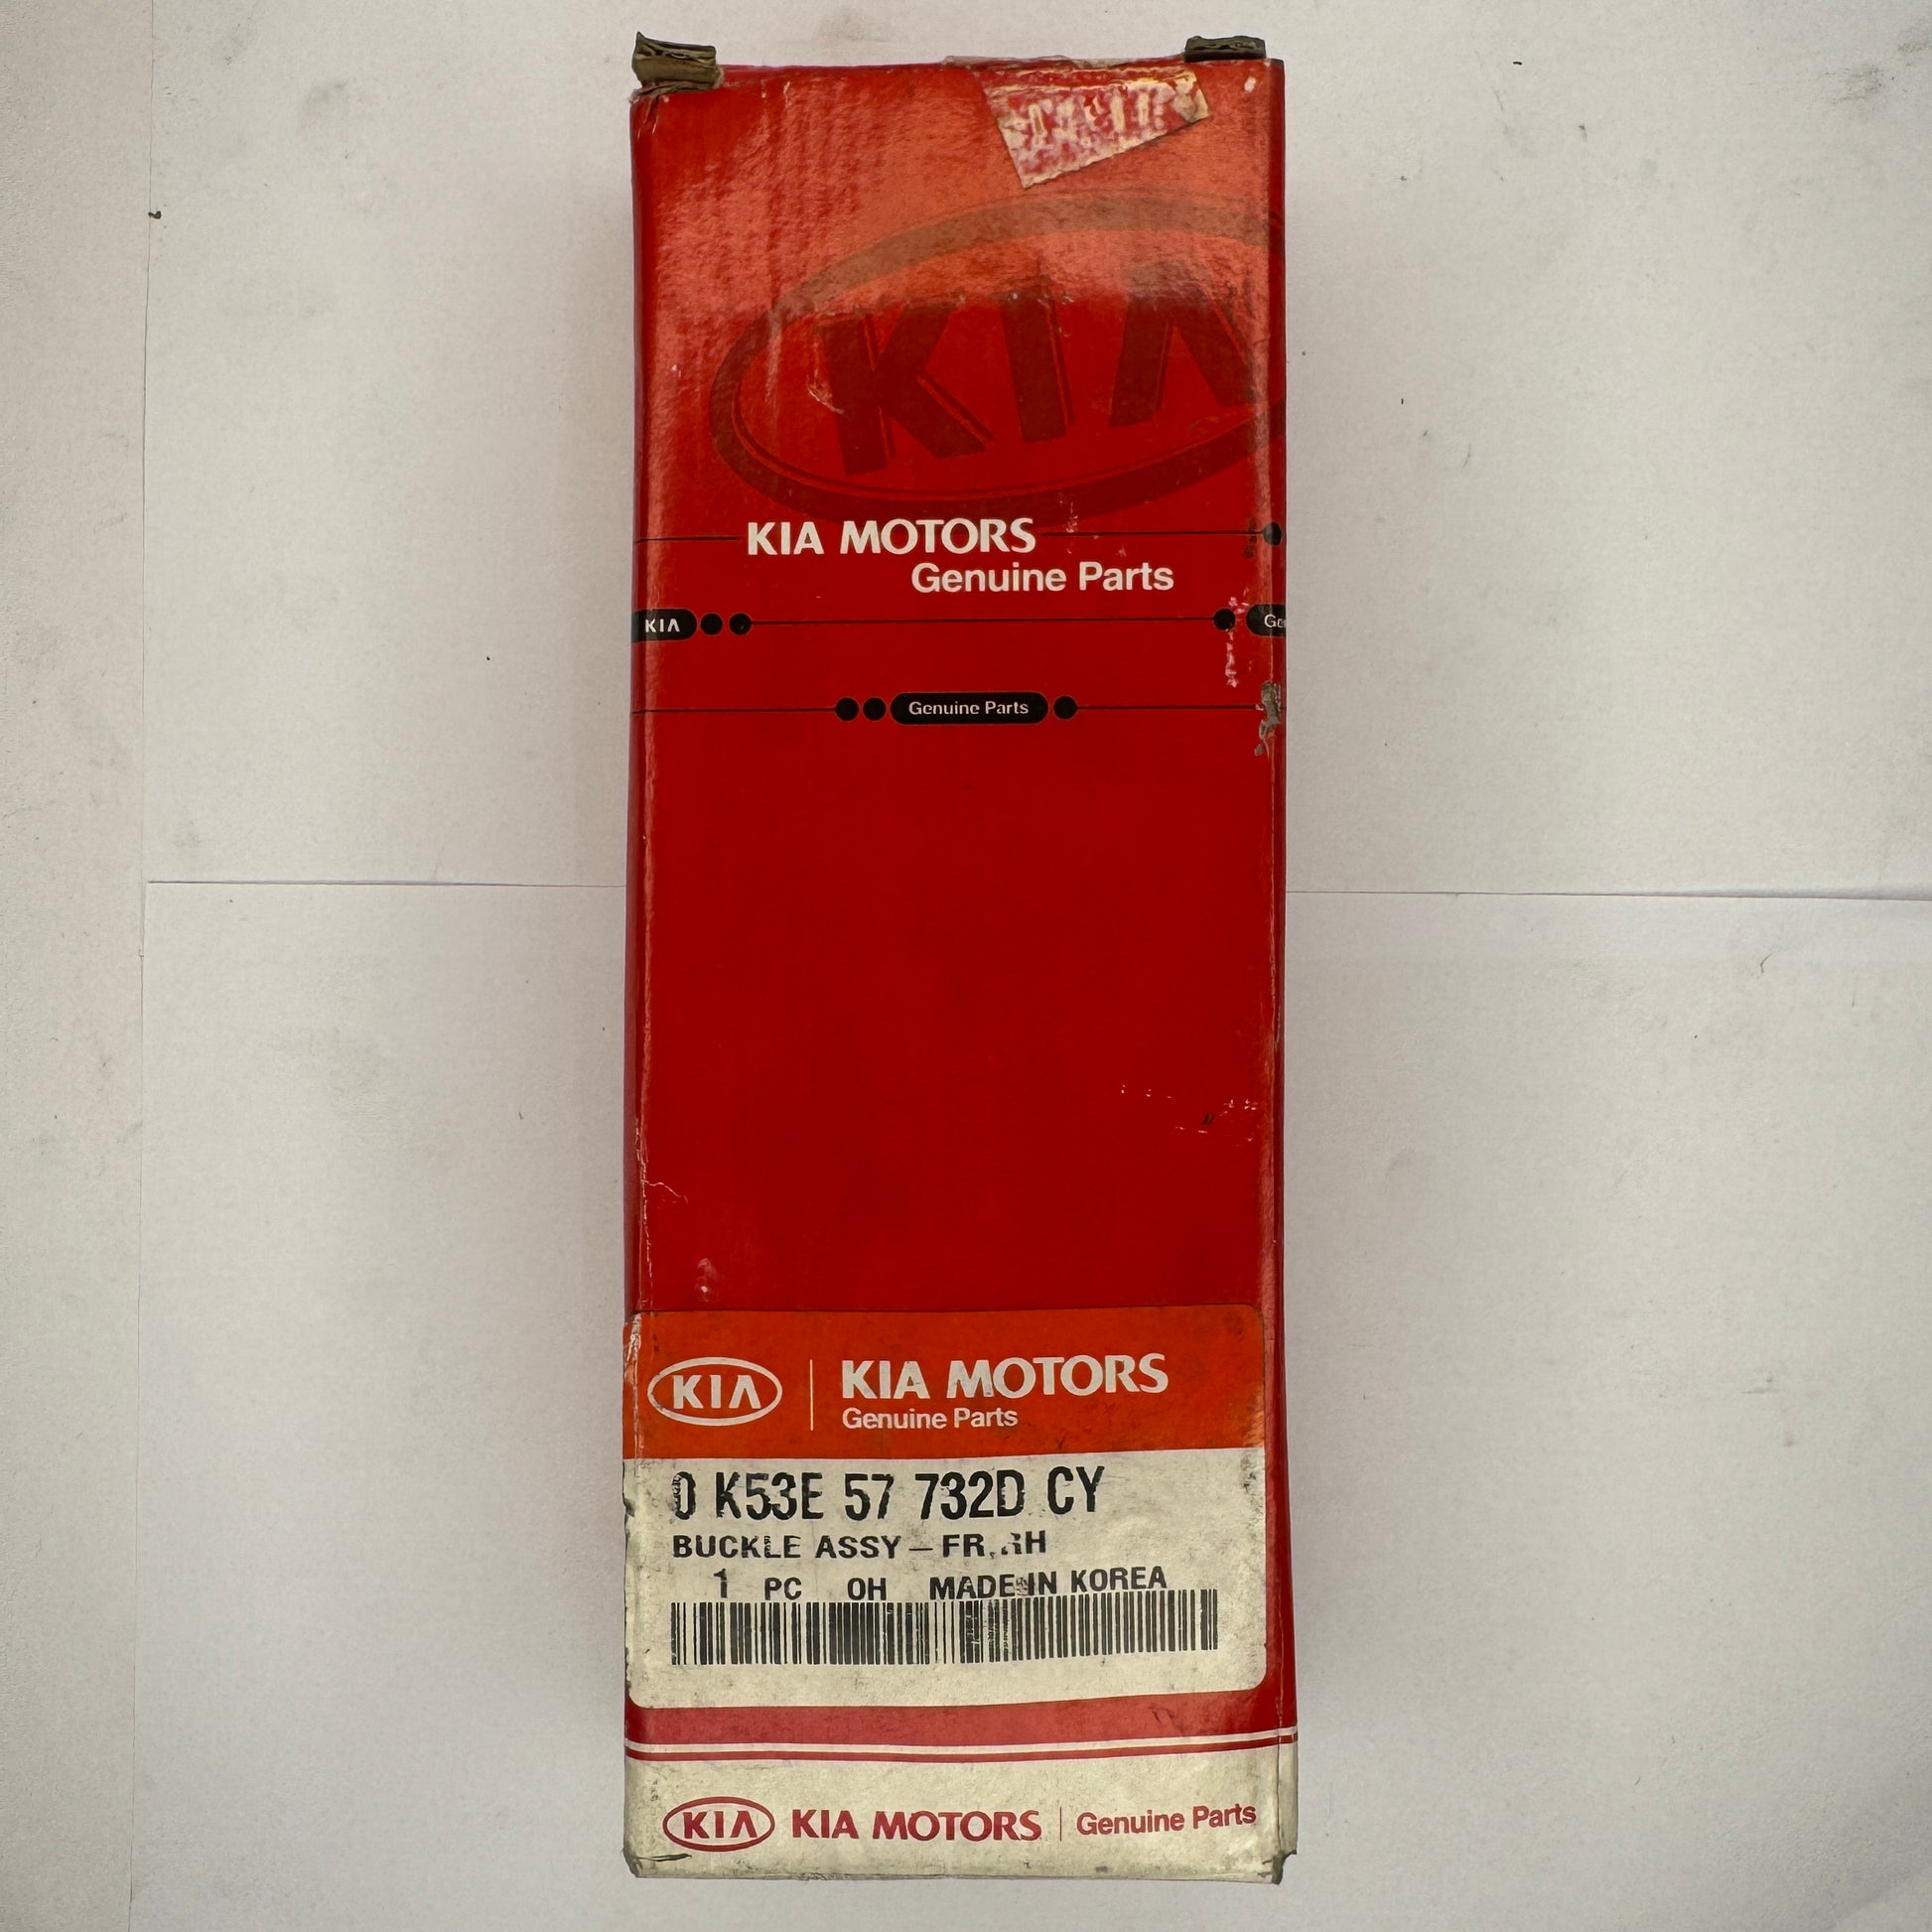 KIA
KIA MOTORS
Genuine Parts
KIA
Genuine Parts
KIA
KIA MOTORS
Genuine Parts
0 K53E 57 732D CY
BUCKLE ASSY - FR, RH
1 PC OH MADE IN KOREA
KIA
KIA MOTORS
Genuine Parts